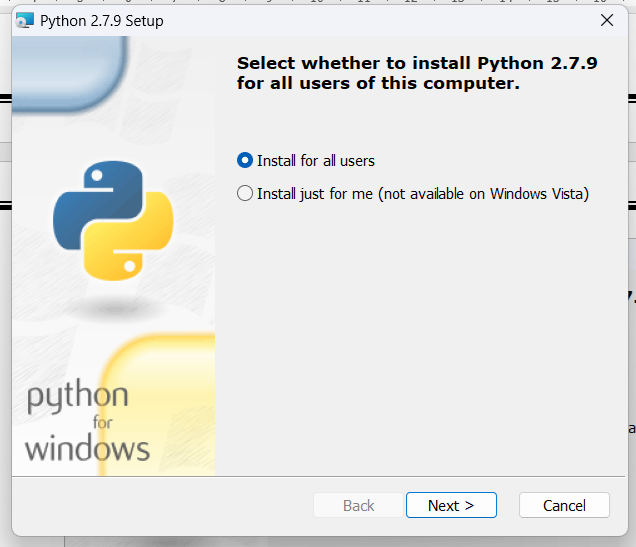 Python 2.7.9 Setup
Select whether to install Python 2.7.9
for all users of this computer.
Install for all users
Install just for me (not available on Windows Vista)
python
for
windows
Back
Next >
Cancel